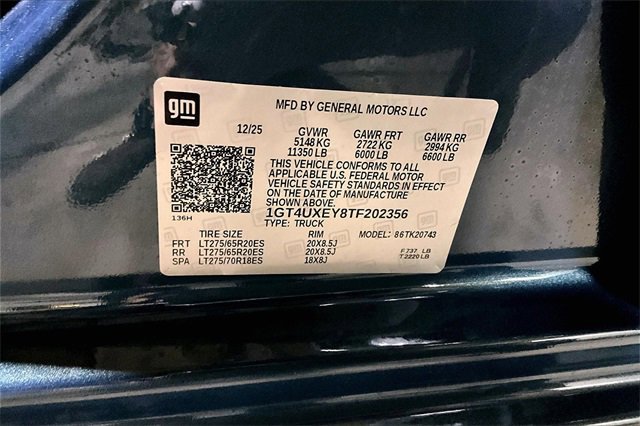 gm
MFD BY GENERAL MOTORS LLC
12/25 GVWR GAWR FRT GAWR RR
5148 KG 2722 KG 2994 KG
11350 LB 6000 LB 6600 LB
THIS VEHICLE CONFORMS TO ALL
APPLICABLE U.S. FEDERAL MOTOR
VEHICLE SAFETY STANDARDS IN EFFECT
ON THE DATE OF MANUFACTURE
SHOWN ABOVE.
136H 1GT4UXEY8TF202356
TYPE: TRUCK
TIRE SIZE RIM MODEL: 86TK20743
FRT LT275/65R20ES 20X8.5J F 737 LB
RR LT275/65R20ES 20X8.5J T 2220 LB
SPA LT275/70R18ES 18X8J